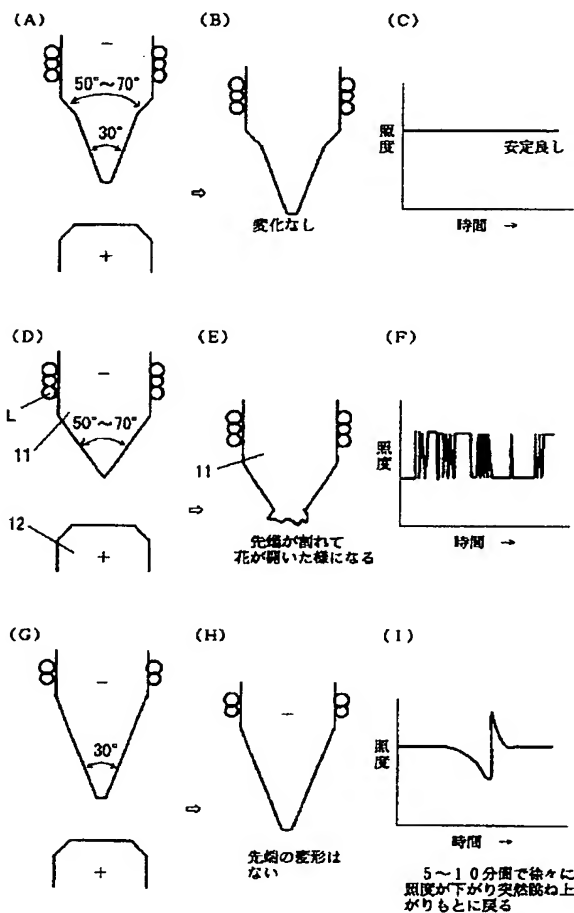 (A)
(B)
(C)
−
50°～70°
30°
+
⇨
変化なし
照度
安定良し
時間 →
(D)
(E)
(F)
−
L
11
50°～70°
12
+
⇨
11
先端が割れて
花が開いた様になる
照度
時間 →
(G)
(H)
(I)
−
30°
+
⇨
−
先端の変形は
ない
照度
時間 →
5～10分間で徐々に
照度が下がり突然跳ね上
がりもとに戻る